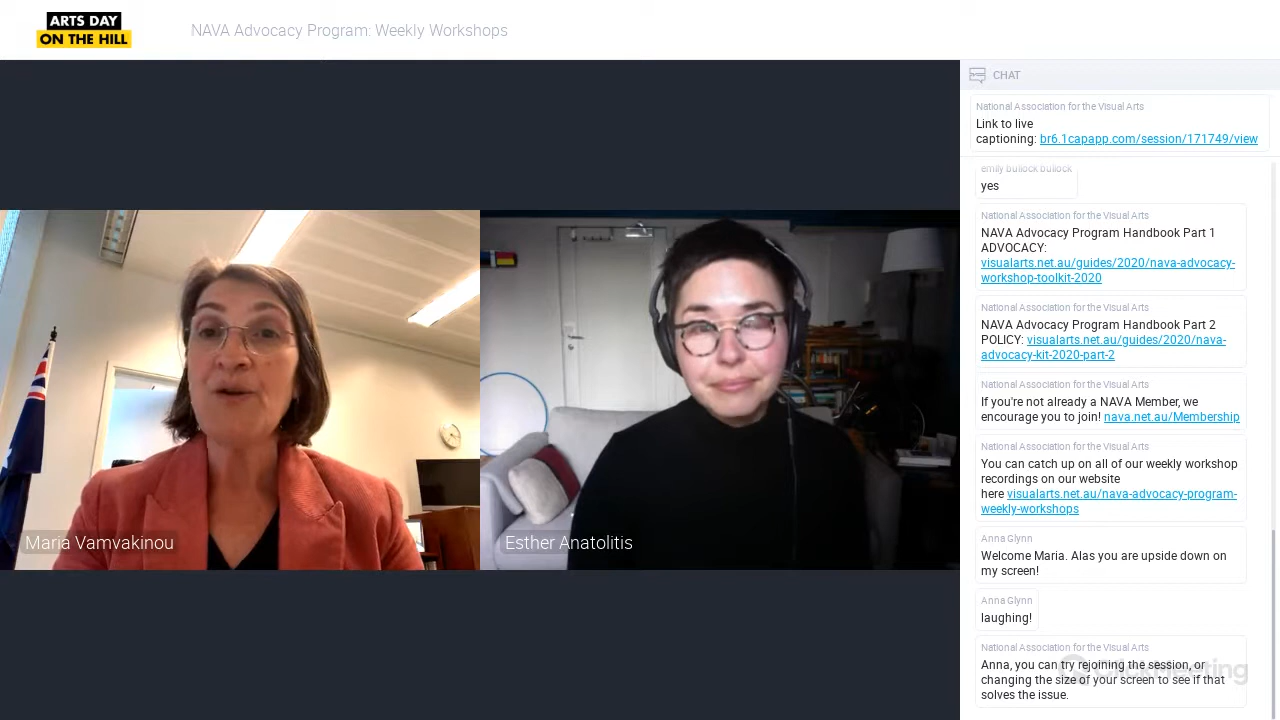 ARTS DAY
ON THE HILL
NAVA Advocacy Program: Weekly Workshops
Maria Vamvakinou
Esther Anatolitis
CHAT
National Association for the Visual Arts
Link to live
captioning: br6.1capapp.com/session/171749/view
emily bullock bullock
yes
National Association for the Visual Arts
NAVA Advocacy Program Handbook Part 1
ADVOCACY:
visualarts.net.au/guides/2020/nava-advocacy-
workshop-toolkit-2020
National Association for the Visual Arts
NAVA Advocacy Program Handbook Part 2
POLICY: visualarts.net.au/guides/2020/nava-
advocacy-kit-2020-part-2
National Association for the Visual Arts
If you're not already a NAVA Member, we
encourage you to join! nava.net.au/Membership
National Association for the Visual Arts
You can catch up on all of our weekly workshop
recordings on our website
here visualarts.net.au/nava-advocacy-program-
weekly-workshops
Anna Glynn
Welcome Maria. Alas you are upside down on
my screen!
Anna Glynn
laughing!
National Association for the Visual Arts
Anna, you can try rejoining the session, or
changing the size of your screen to see if that
solves the issue.
ClickMeeting